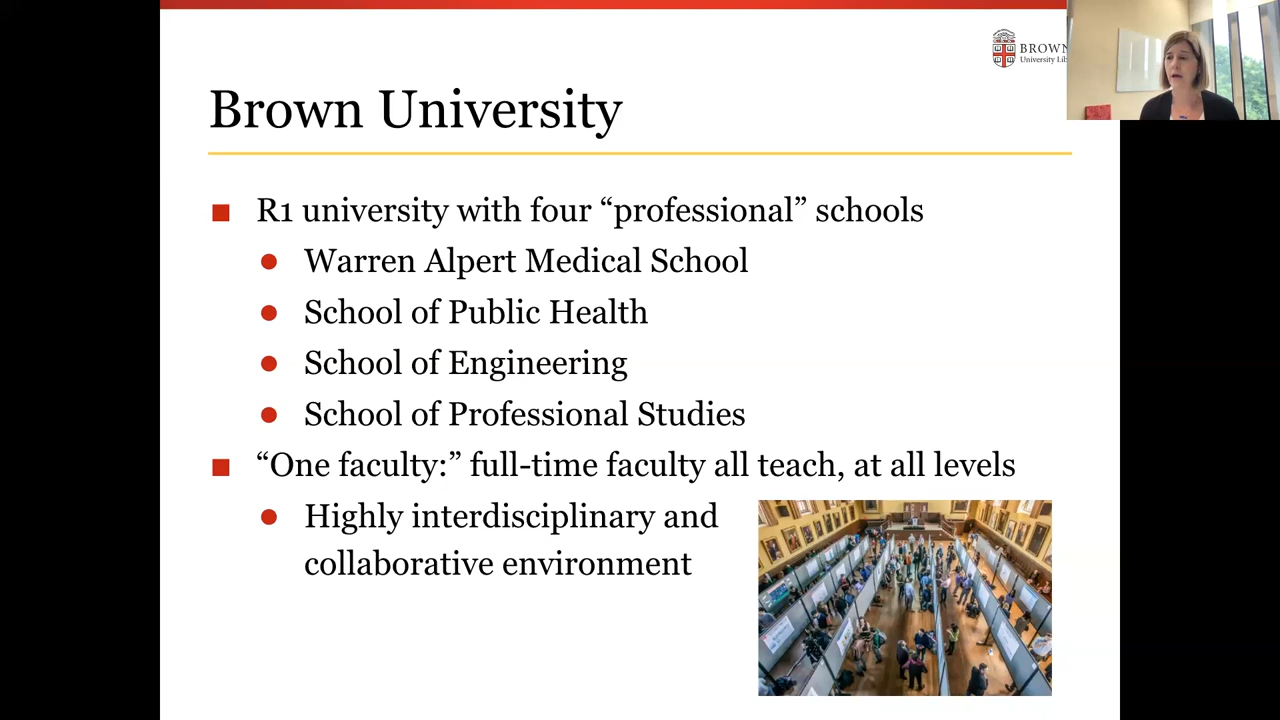 BROWN
University Lib
Brown University
R1 university with four “professional” schools
Warren Alpert Medical School
School of Public Health
School of Engineering
School of Professional Studies
“One faculty:” full-time faculty all teach, at all levels
Highly interdisciplinary and
collaborative environment